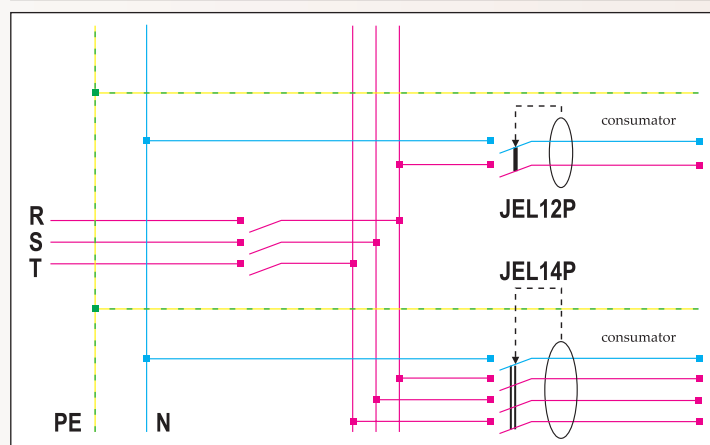 consumator
JEL12P
R
S
T
JEL14P
consumator
PE
N